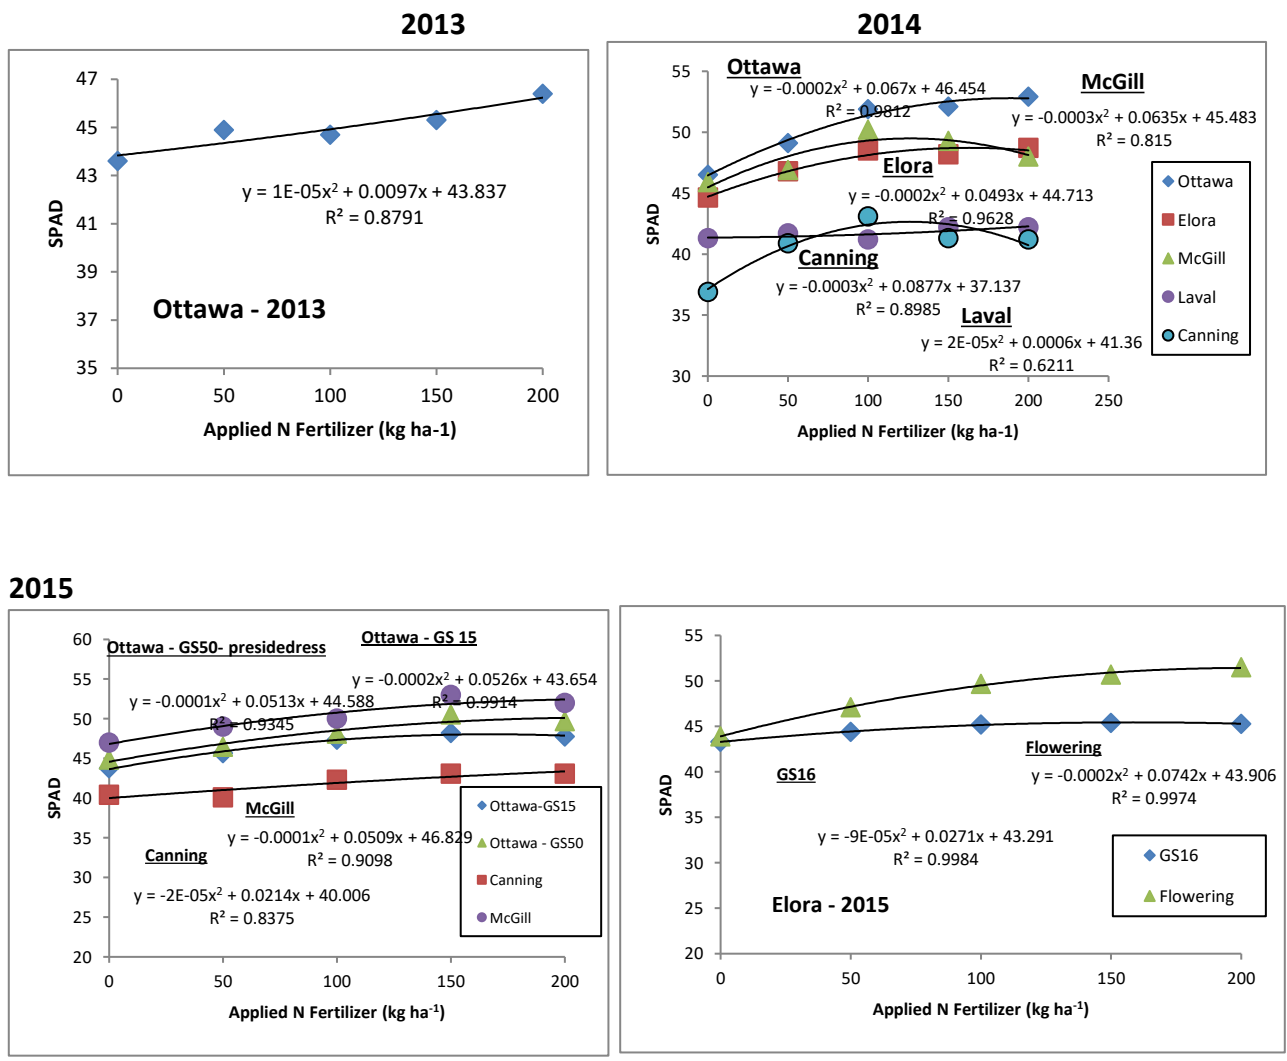 2013
47
45
43
41
39
37
35
SPAD
y = 1E-05x² + 0.0097x + 43.837
R² = 0.8791
Ottawa - 2013
0 50 100 150 200
Applied N Fertilizer (kg ha-1)
2014
55
50
45
40
35
30
SPAD
Ottawa
y = -0.0002x² + 0.067x + 46.454
R² = 0.9812
McGill
y = -0.0003x² + 0.0635x + 45.483
R² = 0.815
Elora
y = -0.0002x² + 0.0493x + 44.713
R² = 0.9628
Canning
y = -0.0003x² + 0.0877x + 37.137
R² = 0.8985
Laval
y = 2E-05x² + 0.0006x + 41.36
R² = 0.6211
Ottawa
Elora
McGill
Laval
Canning
0 50 100 150 200 250
Applied N Fertilizer (kg ha-1)
2015
60
55
50
45
40
35
30
25
20
SPAD
Ottawa - GS50- presidedress
y = -0.0001x² + 0.0513x + 44.588
R² = 0.9345
Ottawa - GS 15
y = -0.0002x² + 0.0526x + 43.654
R² = 0.9914
McGill
y = -0.0001x² + 0.0509x + 46.829
R² = 0.9098
Canning
y = -2E-05x² + 0.0214x + 40.006
R² = 0.8375
Ottawa-GS15
Ottawa - GS50
Canning
McGill
0 50 100 150 200
Applied N Fertilizer (kg ha⁻¹)
55
50
45
40
35
30
25
20
SPAD
Flowering
y = -0.0002x² + 0.0742x + 43.906
R² = 0.9974
GS16
y = -9E-05x² + 0.0271x + 43.291
R² = 0.9984
Elora - 2015
GS16
Flowering
0 50 100 150 200
Applied N Fertilizer (kg ha⁻¹)